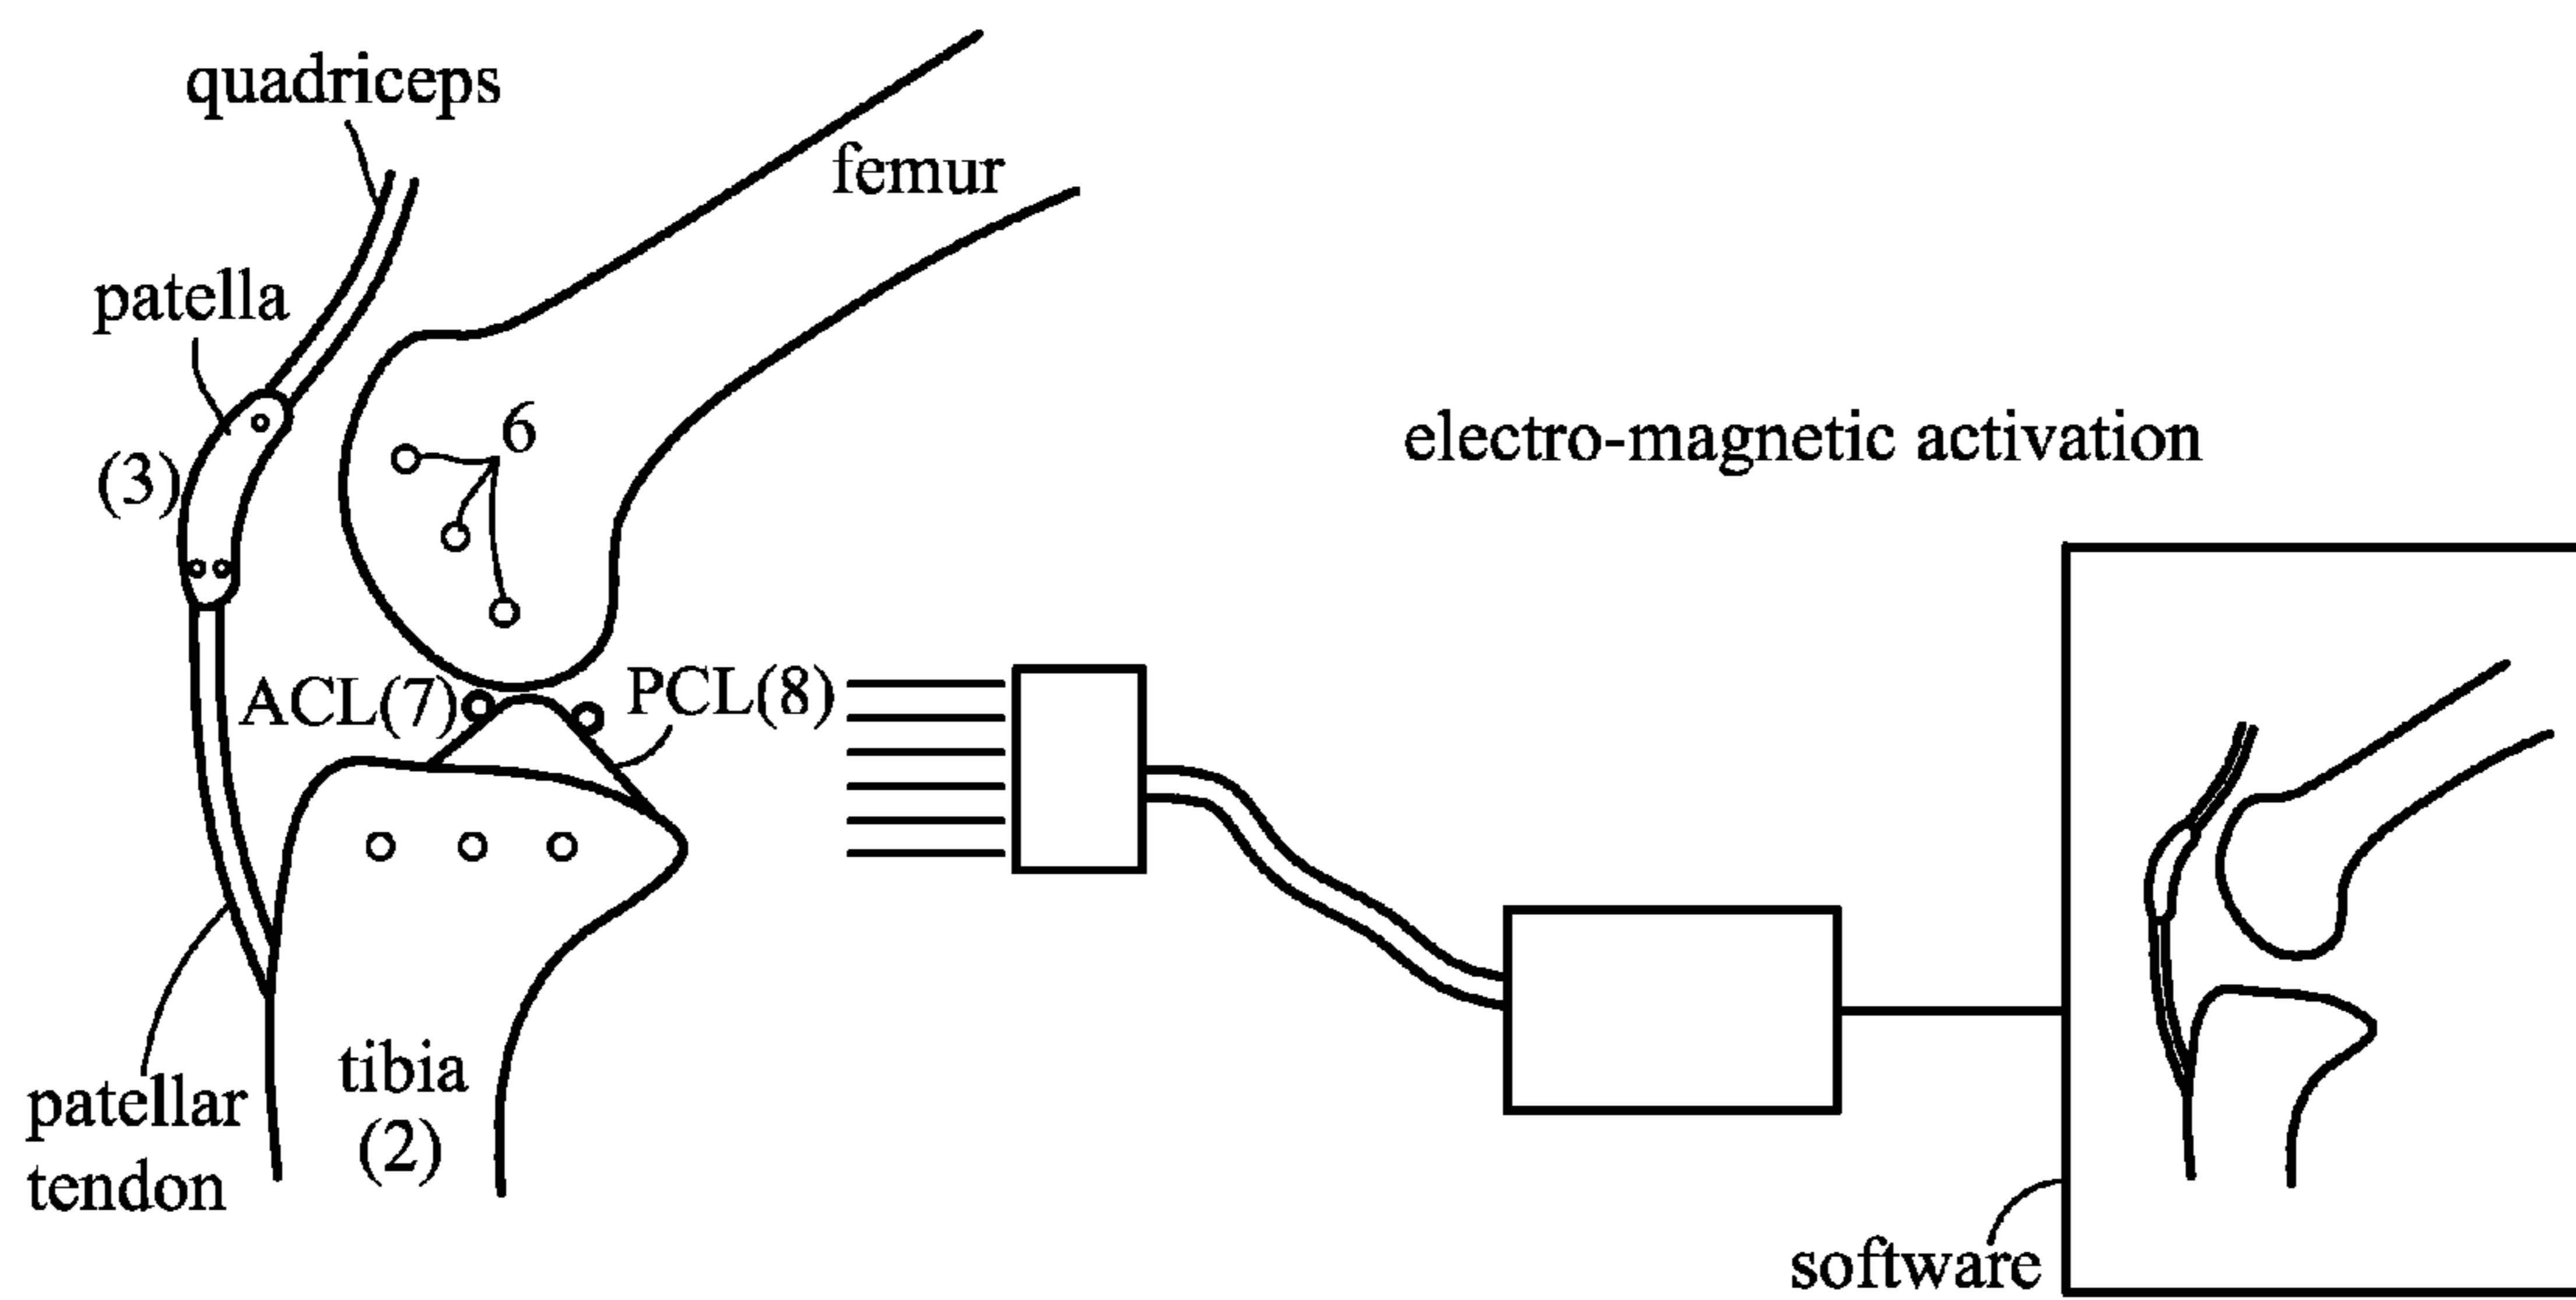 quadriceps
femur
patella
6
(3)
electro-magnetic activation
ACL(7)
PCL(8)
tibia
(2)
patellar
tendon
software